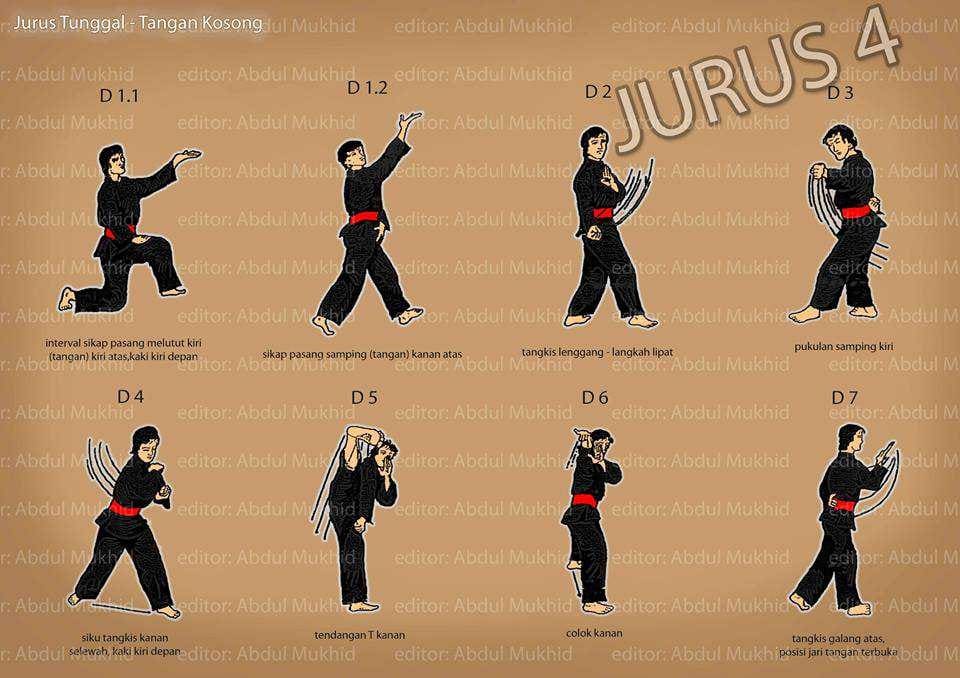 Jurus Tunggal - Tangan Kosong
JURUS 4
D 1.1
D 1.2
D 2
D 3
interval sikap pasang melutut kiri
(tangan) kiri atas,kaki kiri depan
sikap pasang samping (tangan) kanan atas
tangkis lenggang - langkah lipat
pukulan samping kiri
D 4
D 5
D 6
D 7
siku tangkis kanan
selewah, kaki kiri depan
tendangan T kanan
colok kanan
tangkis galang atas,
posisi jari tangan terbuka
editor: Abdul Mukhid